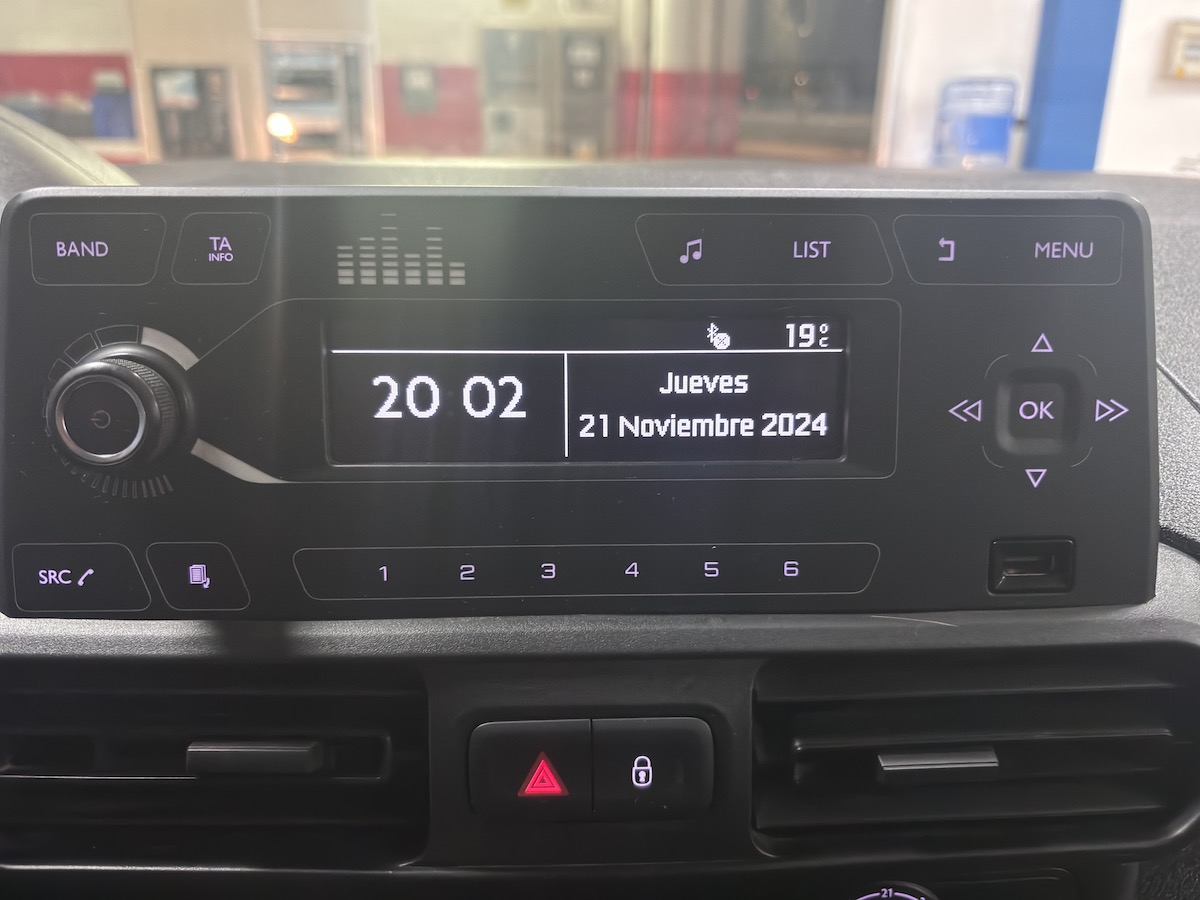 BAND
TA
INFO
LIST
MENU
19°C
20 02
Jueves
21 Noviembre 2024
OK
SRC
1 2 3 4 5 6
21